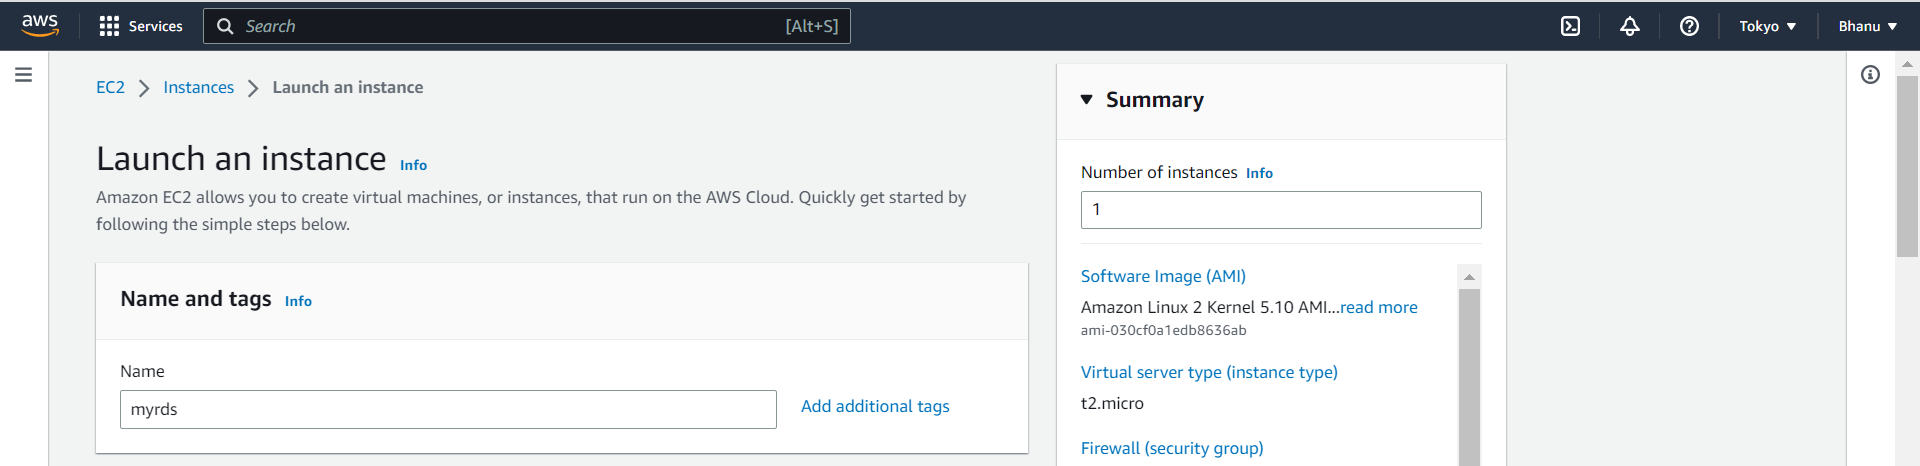 aws Services Search [Alt+S] Tokyo Bhanu
EC2 Instances Launch an instance
Launch an instance Info
Amazon EC2 allows you to create virtual machines, or instances, that run on the AWS Cloud. Quickly get started by
following the simple steps below.
Name and tags Info
Name
myrds
Add additional tags
Summary
Number of instances Info
1
Software Image (AMI)
Amazon Linux 2 Kernel 5.10 AMI...read more
ami-030cf0a1edb8636ab
Virtual server type (instance type)
t2.micro
Firewall (security group)